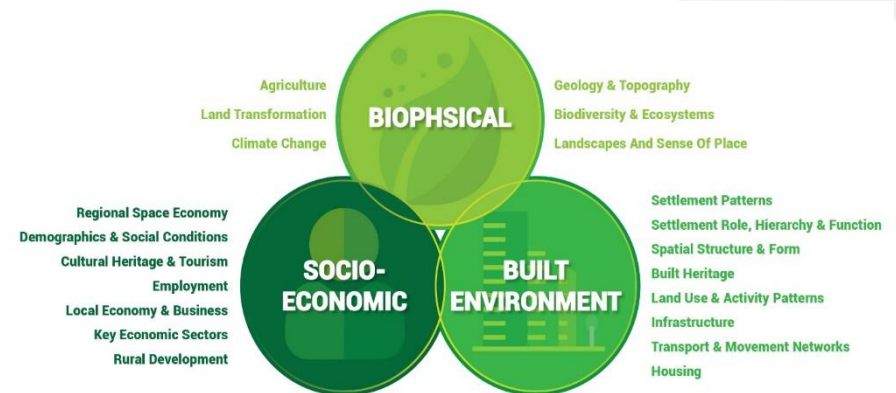 Agriculture
Land Transformation
Climate Change
BIOPHSICAL
Geology & Topography
Biodiversity & Ecosystems
Landscapes And Sense Of Place
Regional Space Economy
Demographics & Social Conditions
Cultural Heritage & Tourism
Employment
Local Economy & Business
Key Economic Sectors
Rural Development
SOCIO-
ECONOMIC
BUILT
ENVIRONMENT
Settlement Patterns
Settlement Role, Hierarchy & Function
Spatial Structure & Form
Built Heritage
Land Use & Activity Patterns
Infrastructure
Transport & Movement Networks
Housing